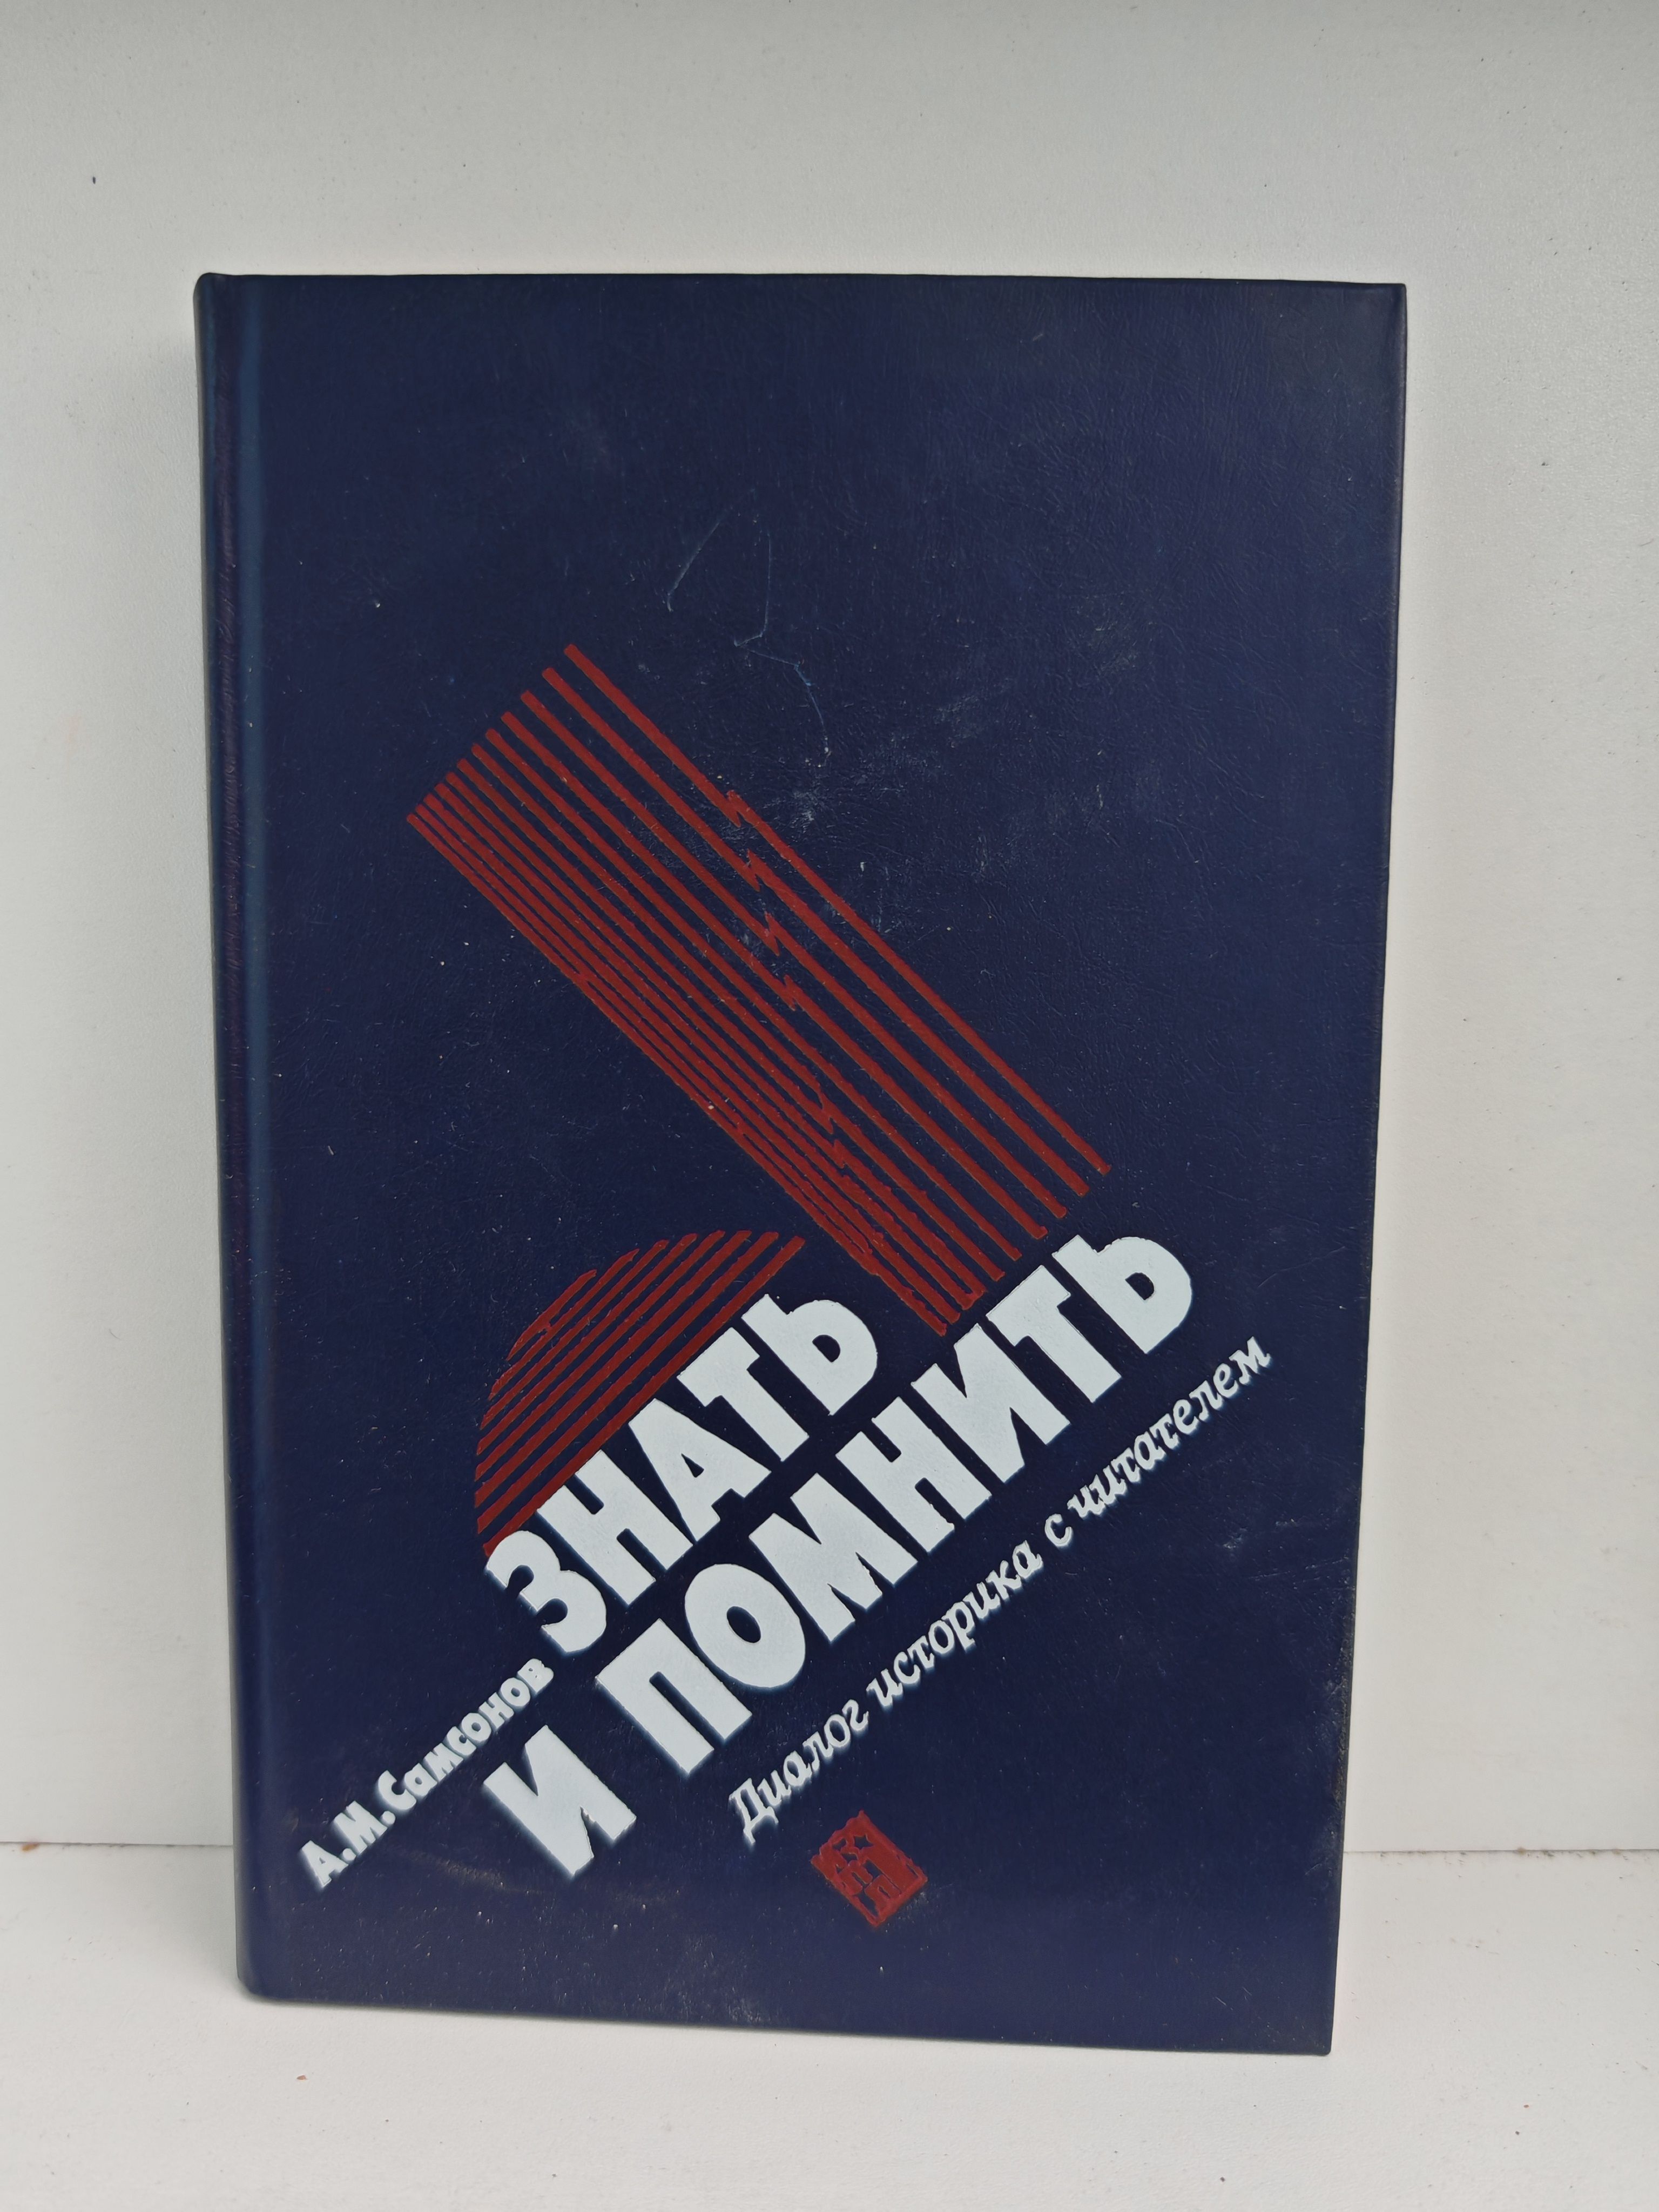 А.М.Самсонов
ЗНАТЬ
И ПОМНИТЬ
Диалог историка с читателем